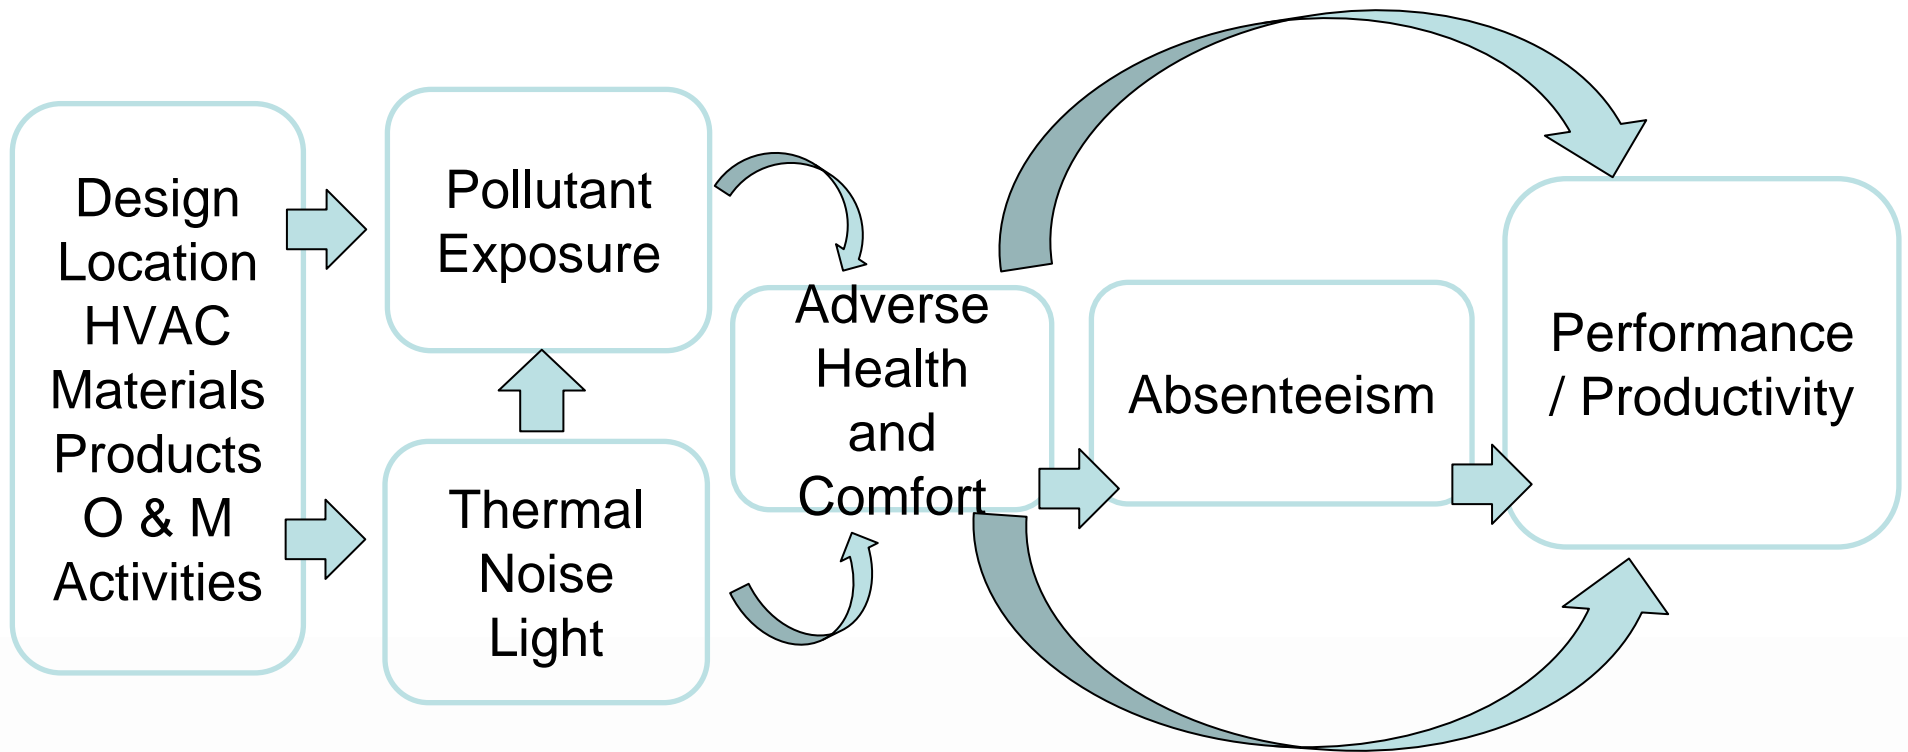 Design
Location
HVAC
Materials
Products
O & M
Activities
Pollutant
Exposure
Thermal
Noise
Light
Adverse
Health
and
Comfort
Absenteeism
Performance
/ Productivity